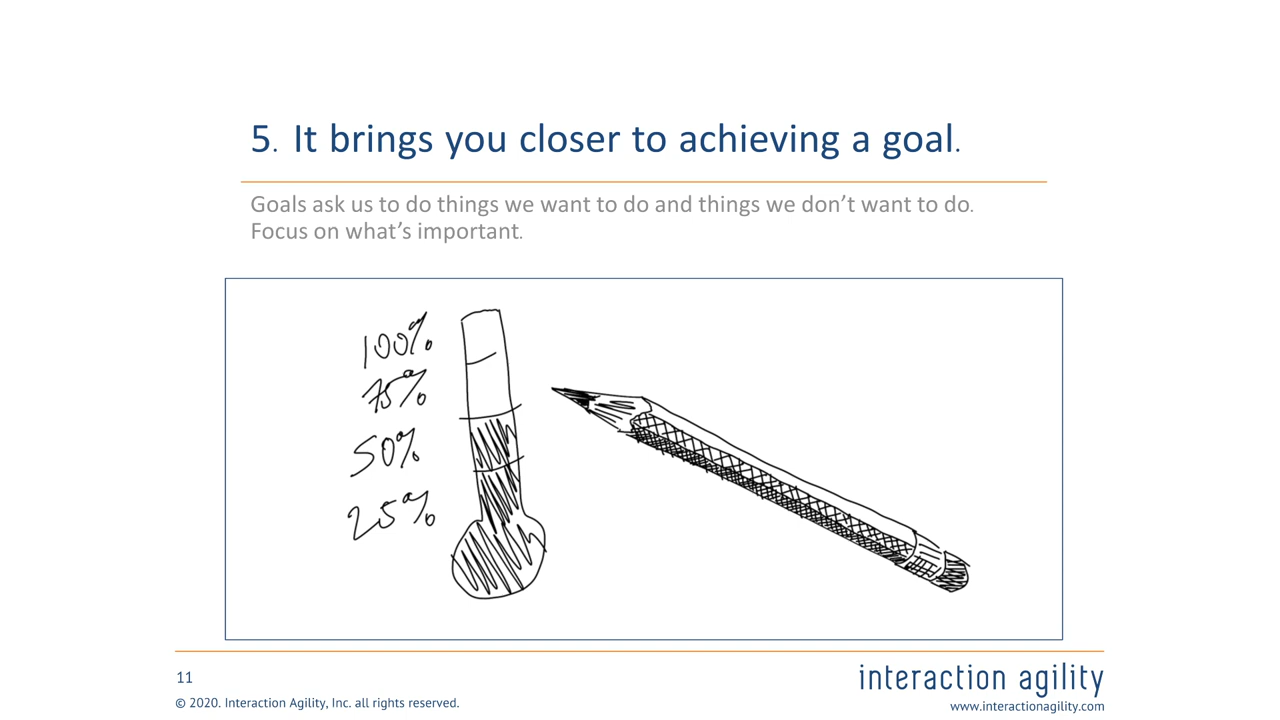 5. It brings you closer to achieving a goal.
Goals ask us to do things we want to do and things we don't want to do.
Focus on what's important.
100%
75%
50%
25%
11
© 2020. Interaction Agility, Inc. all rights reserved.
interaction agility
www.interactionagility.com